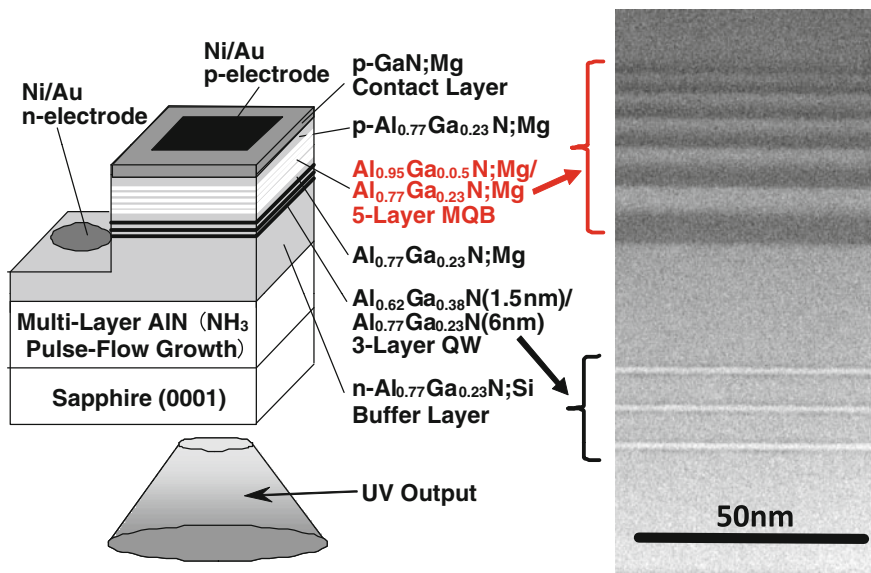 Ni/Au
p-electrode
Ni/Au
n-electrode
p-GaN;Mg
Contact Layer
p-Al₀.₇₇Ga₀.₂₃N;Mg
Al₀.₉₅Ga₀.₀.₅N;Mg/
Al₀.₇₇Ga₀.₂₃N;Mg
5-Layer MQB
Al₀.₇₇Ga₀.₂₃N;Mg
Al₀.₆₂Ga₀.₃₈N(1.5nm)/
Al₀.₇₇Ga₀.₂₃N(6nm)
3-Layer QW
n-Al₀.₇₇Ga₀.₂₃N;Si
Buffer Layer
Multi-Layer AlN（NH₃
Pulse-Flow Growth）
Sapphire (0001)
UV Output
50nm